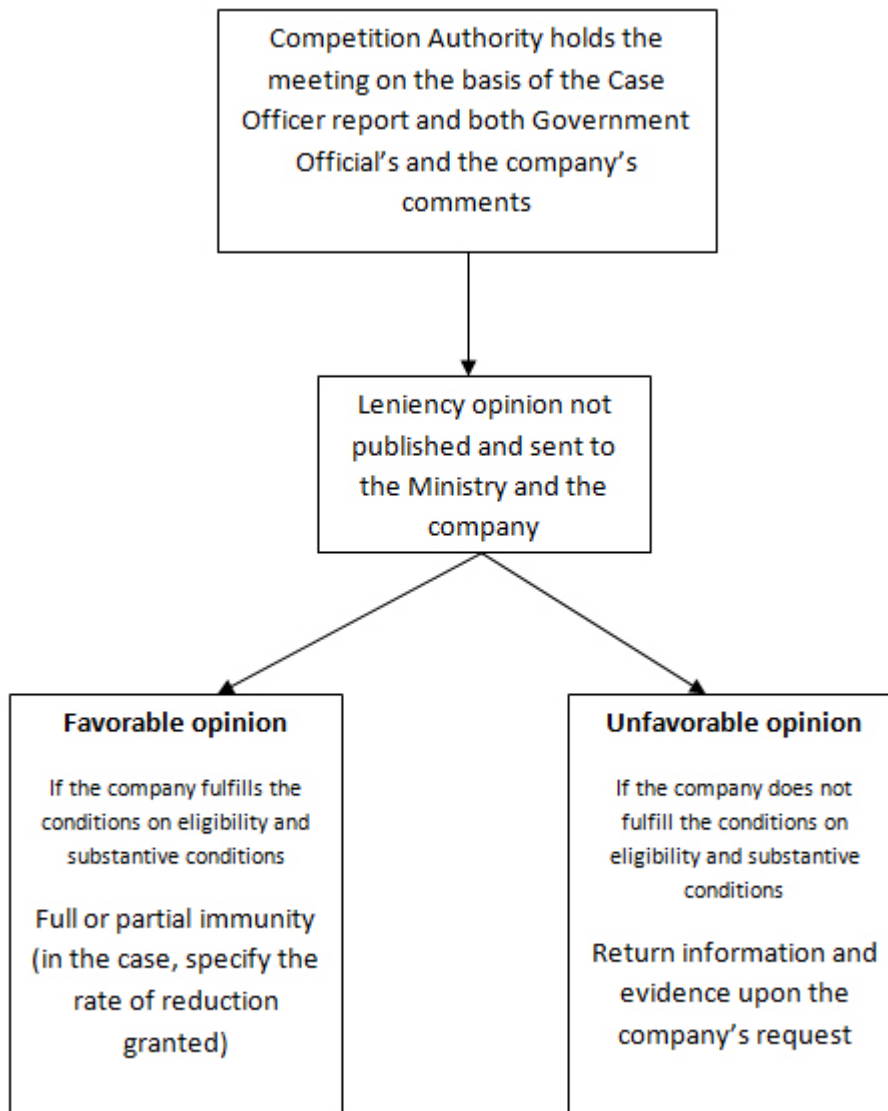 Competition Authority holds the
meeting on the basis of the Case
Officer report and both Government
Official’s and the company’s
comments
Leniency opinion not
published and sent to
the Ministry and the
company
Favorable opinion
If the company fulfills the
conditions on eligibility and
substantive conditions
Full or partial immunity
(in the case, specify the
rate of reduction
granted)
Unfavorable opinion
If the company does not
fulfill the conditions on
eligibility and substantive
conditions
Return information and
evidence upon the
company’s request